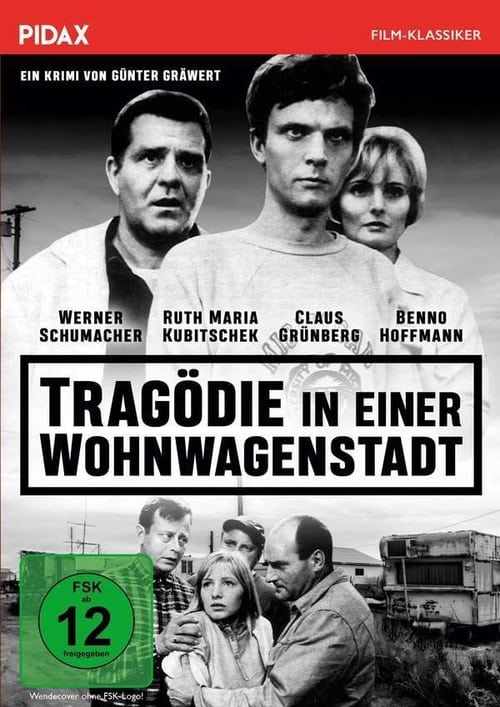 PIDAX
FILM-KLASSIKER
EIN KRIMI VON GÜNTER GRÄWERT
WERNER SCHUMACHER
RUTH MARIA KUBITSCHEK
CLAUS GRÜNBERG
BENNO HOFFMANN
TRAGÖDIE IN EINER
WOHNWAGENSTADT
FSK
ab
12
freigegeben
Wendecover ohne FSK-Logo!